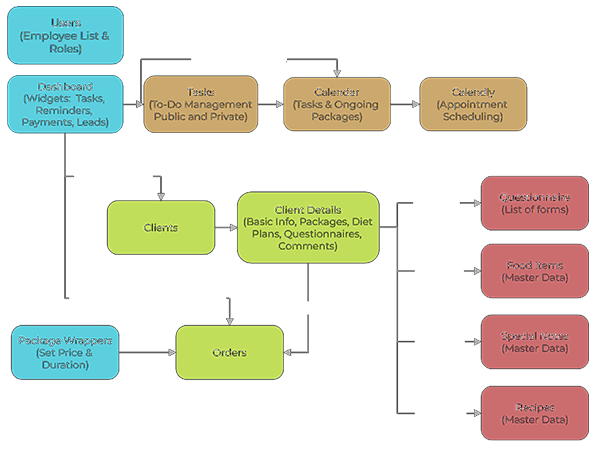 Users
(Employee List &
Roles)
Dashboard
(Widgets: Tasks,
Reminders,
Payments, Leads)
Tasks
(To-Do Management
Public and Private)
Calender
(Tasks & Ongoing
Packages)
Calendly
(Appointment
Scheduling)
Clients
Client Details
(Basic Info, Packages, Diet
Plans, Questionnaires,
Comments)
Questionnaire
(List of forms)
Food Items
(Master Data)
Special Notes
(Master Data)
Recipes
(Master Data)
Package Wrappers
(Set Price &
Duration)
Orders